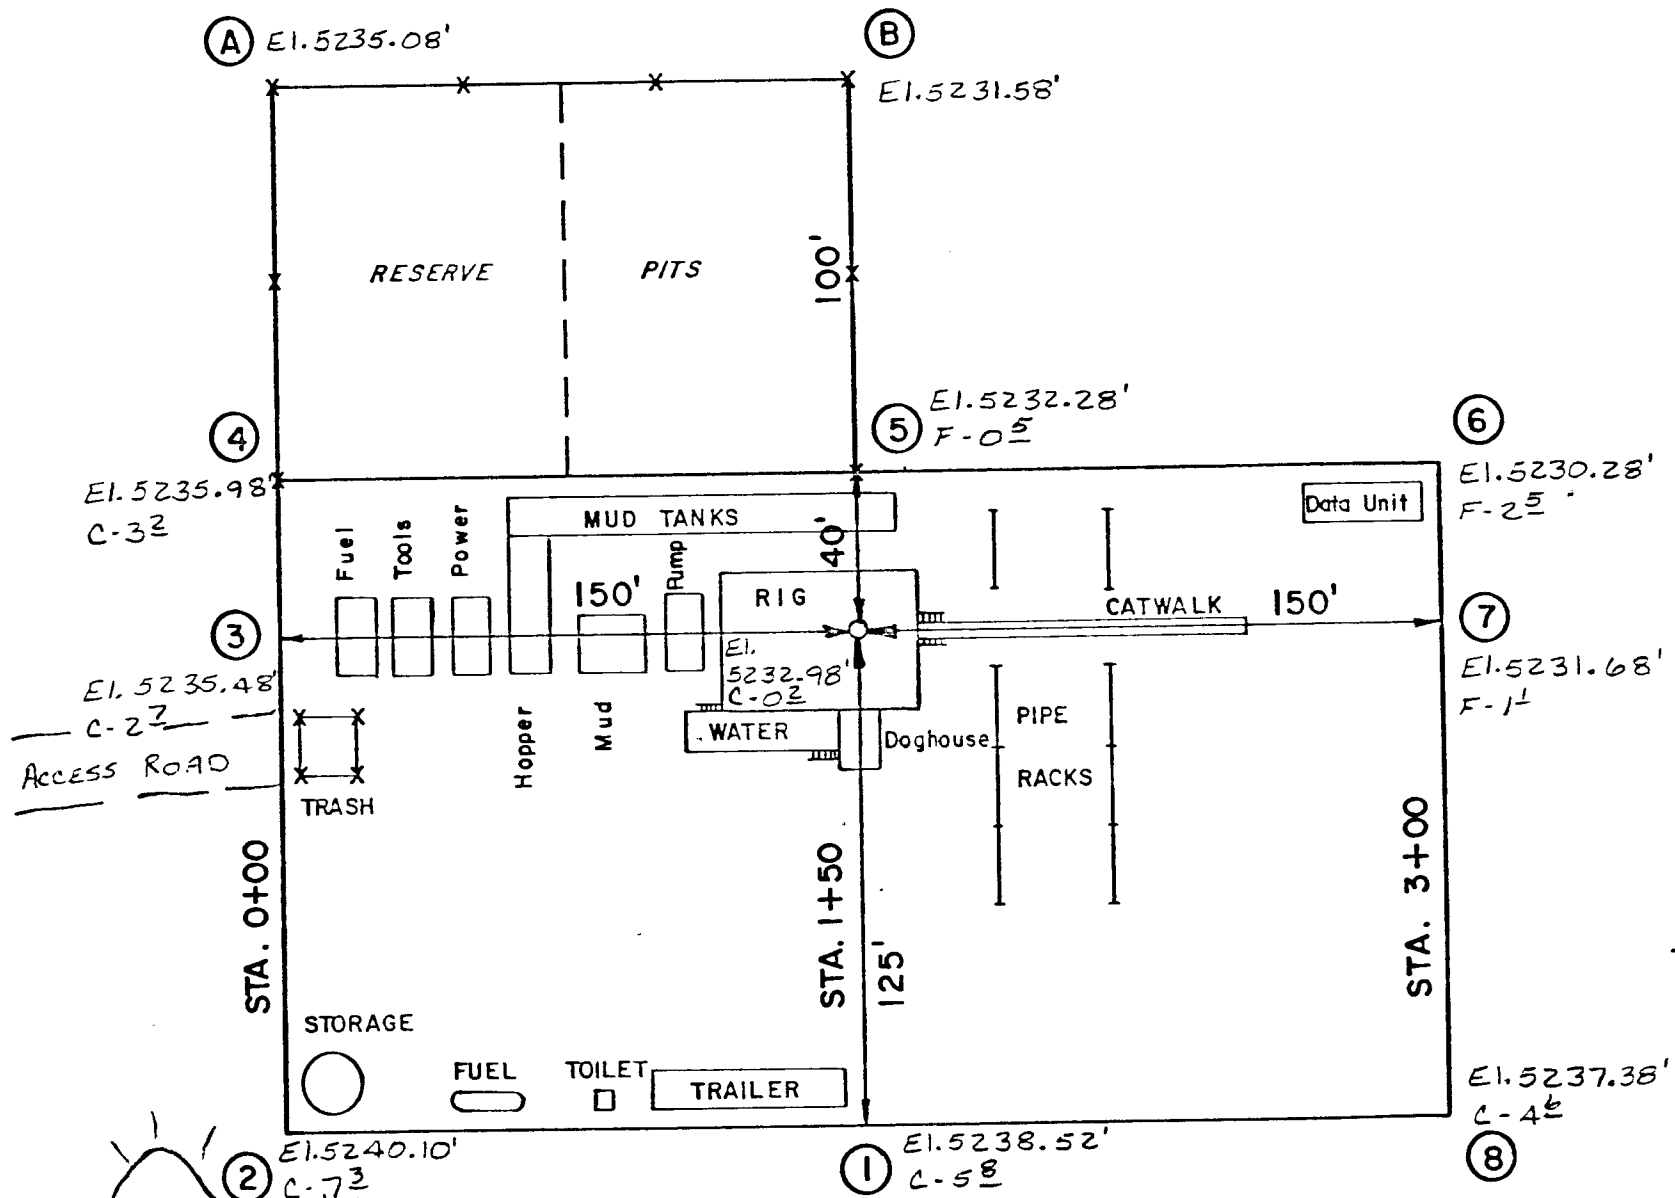 A El.5235.08'
B
El.5231.58'
RESERVE PITS
100'
4
5 El.5232.28'
F-0 5
6
El.5235.98'
C-3 2
El.5230.28'
F-2 5
Data Unit
MUD TANKS
40'
Fuel
Tools
Power
Pump
150'
RIG
CATWALK 150'
3
7
El.5235.48'
C-2 7
El.
5232.98'
C-0 2
El.5231.68'
F-1 1
ACCESS ROAD
TRASH
Hopper
Mud
WATER
Doghouse
PIPE
RACKS
STA. 0+00
STA. 1+50
125'
STA. 3+00
STORAGE
FUEL
TOILET
TRAILER
El.5237.38'
C-4 6
8
2 El.5240.10'
C-7 3
1 El.5238.52'
C-5 8